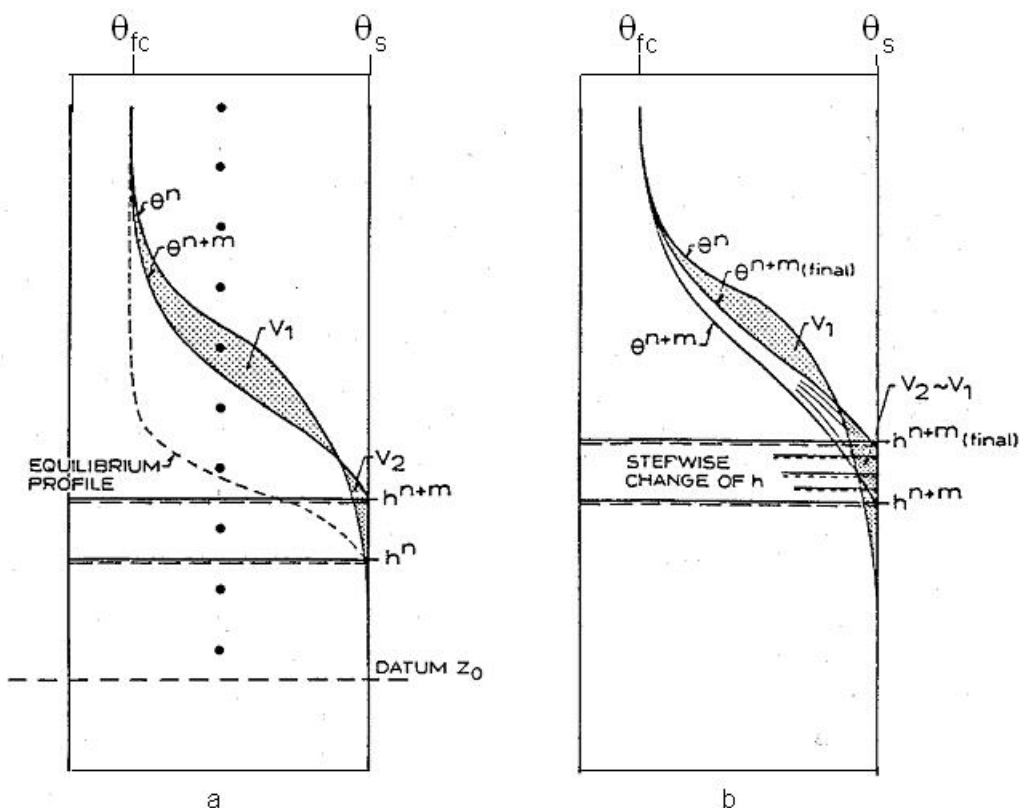 θfc
θs
θⁿ
θⁿ⁺ᵐ
V₁
EQUILIBRIUM
PROFILE
V₂
hⁿ⁺ᵐ
hⁿ
DATUM Z₀
a
θfc
θs
θⁿ
θⁿ⁺ᵐ(final)
V₁
θⁿ⁺ᵐ
V₂~V₁
hⁿ⁺ᵐ(final)
STEFWISE
CHANGE OF h
hⁿ⁺ᵐ
b